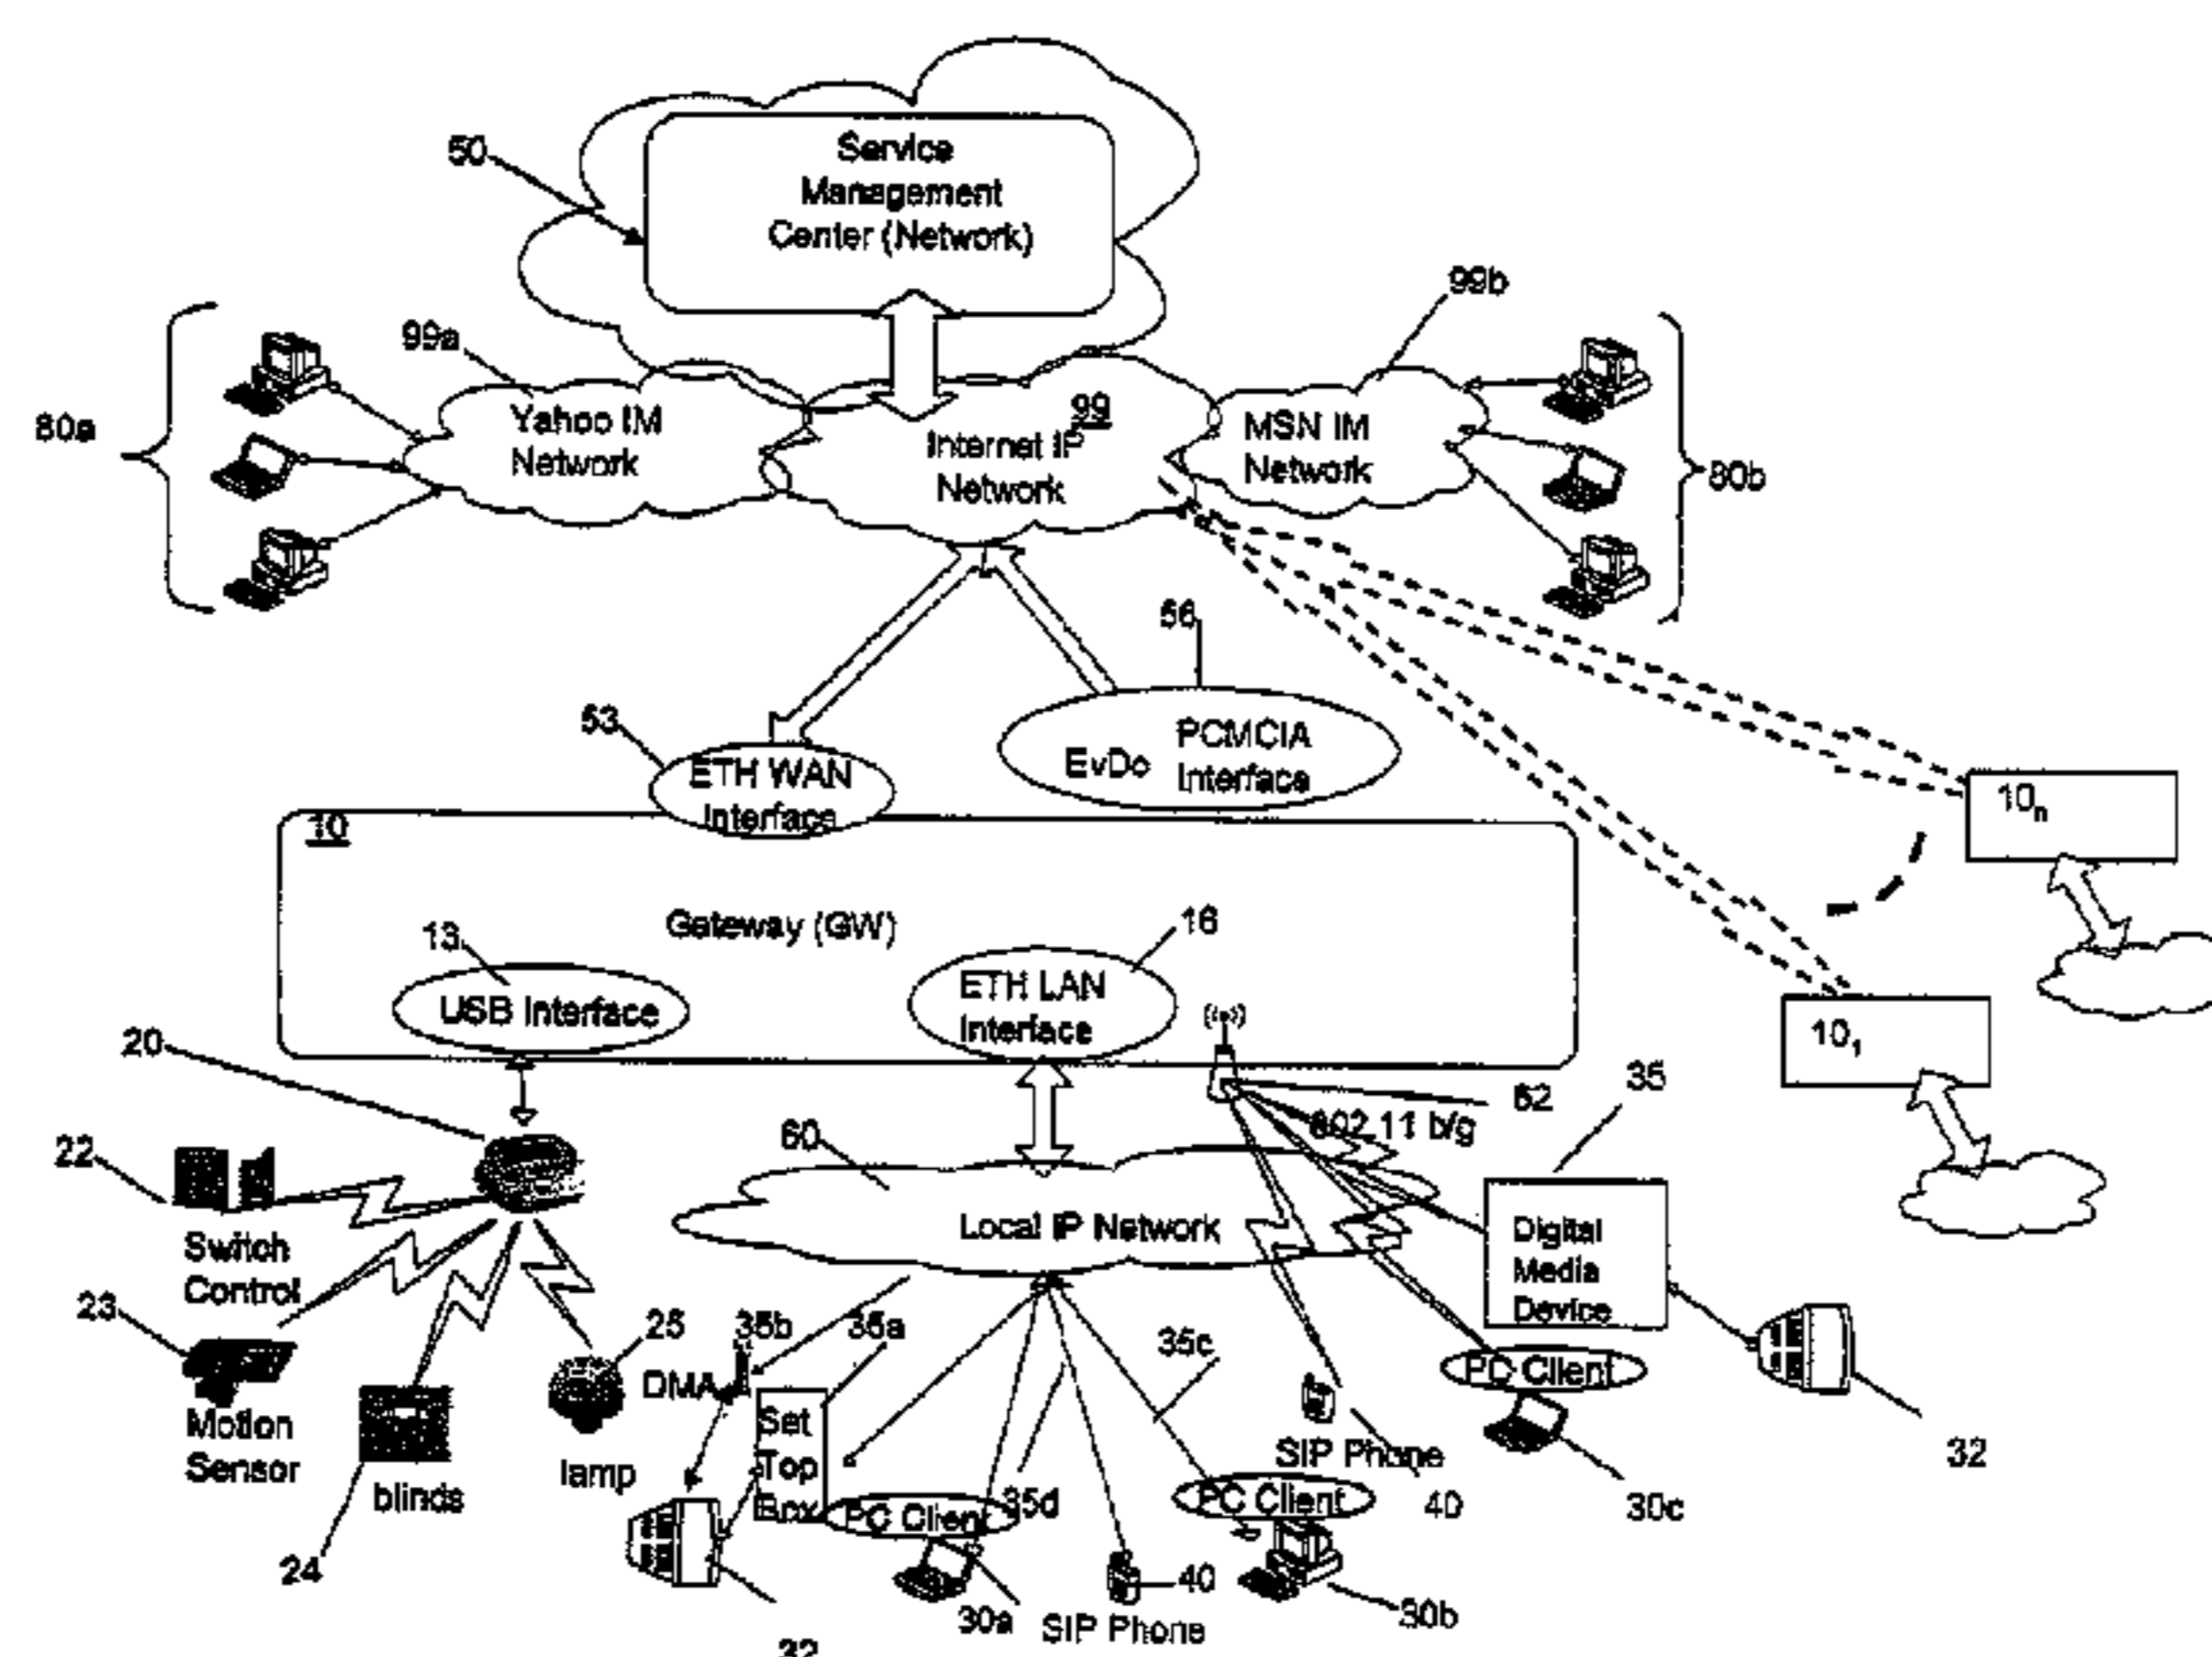 50
Service
Management
Center (Network)
99b
99a
80a
Yahoo IM
Network
99
Internet IP
Network
MSN IM
Network
80b
56
53
ETH WAN
Interface
EvDo
PCMCIA
Interface
10
10n
Gateway (GW)
13
16
USB Interface
ETH LAN
Interface
101
20
62
35
802.11 b/g
22
60
Switch
Control
Local IP Network
Digital
Media
Device
23
25
35b
35a
35c
DMA
PC Client
Motion
Sensor
Set
Top
Box
SIP Phone
32
lamp
blinds
35d
PC Client
40
30c
PC Client
24
40
30a
SIP Phone
30b
32